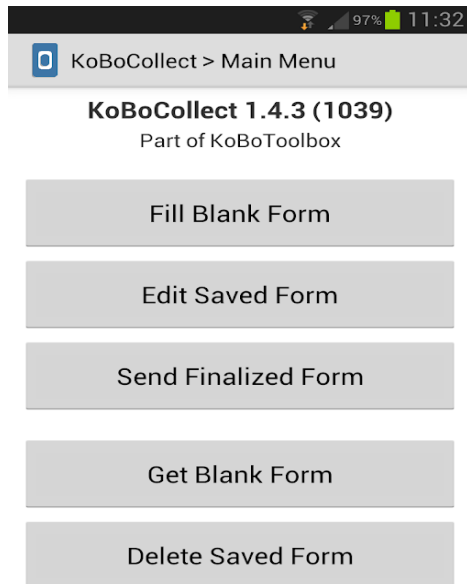 97% 11:32
KoBoCollect > Main Menu
KoBoCollect 1.4.3 (1039)
Part of KoBoToolbox
Fill Blank Form
Edit Saved Form
Send Finalized Form
Get Blank Form
Delete Saved Form